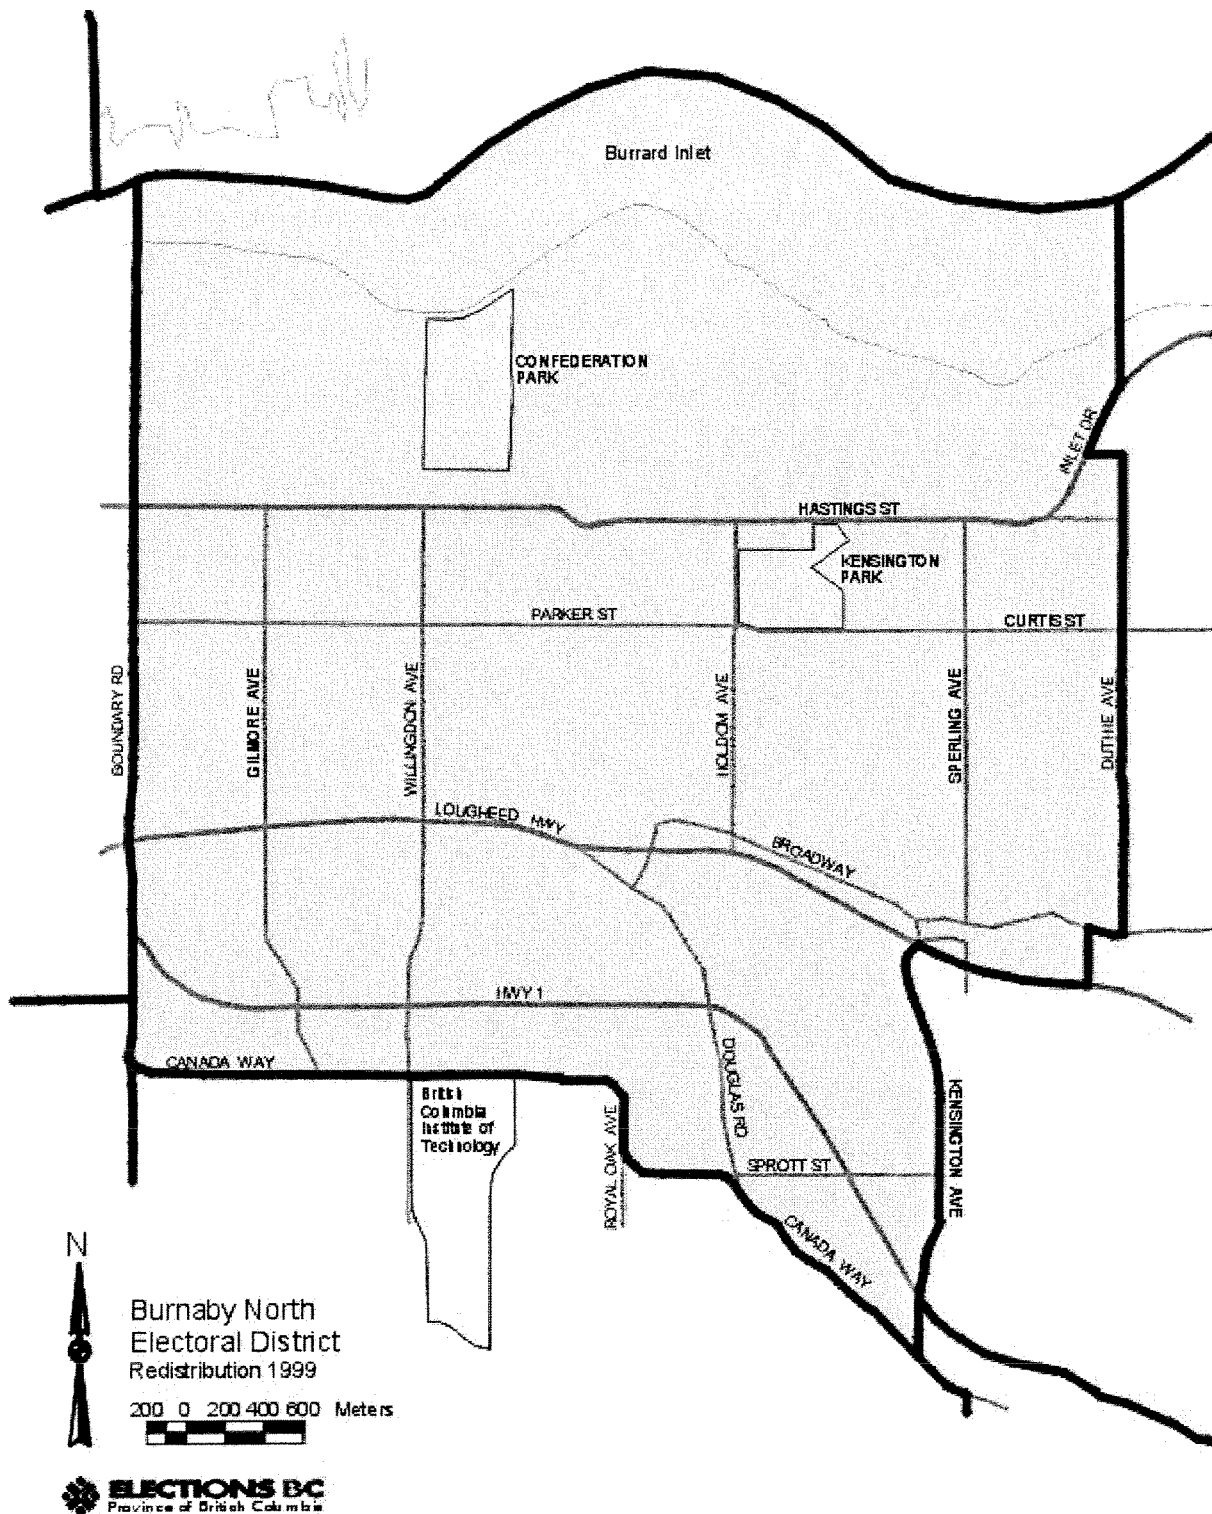 Burrard Inlet
CONFEDERATION
PARK
INLET DR
HASTINGS ST
KENSINGTON
PARK
PARKER ST
CURTIS ST
BOUNDARY RD
GILMORE AVE
WILLINGDON AVE
HOLDOM AVE
SPERLING AVE
DUTHIE AVE
LOUGHEED HWY
BROADWAY
HWY 1
CANADA WAY
British
Columbia
Institute of
Technology
ROYAL OAK AVE
DOUGLAS RD
KENSINGTON AVE
SPROTT ST
CANADA WAY
N
Burnaby North
Electoral District
Redistribution 1999
200 0 200 400 600 Meters
ELECTIONS BC
Province of British Columbia